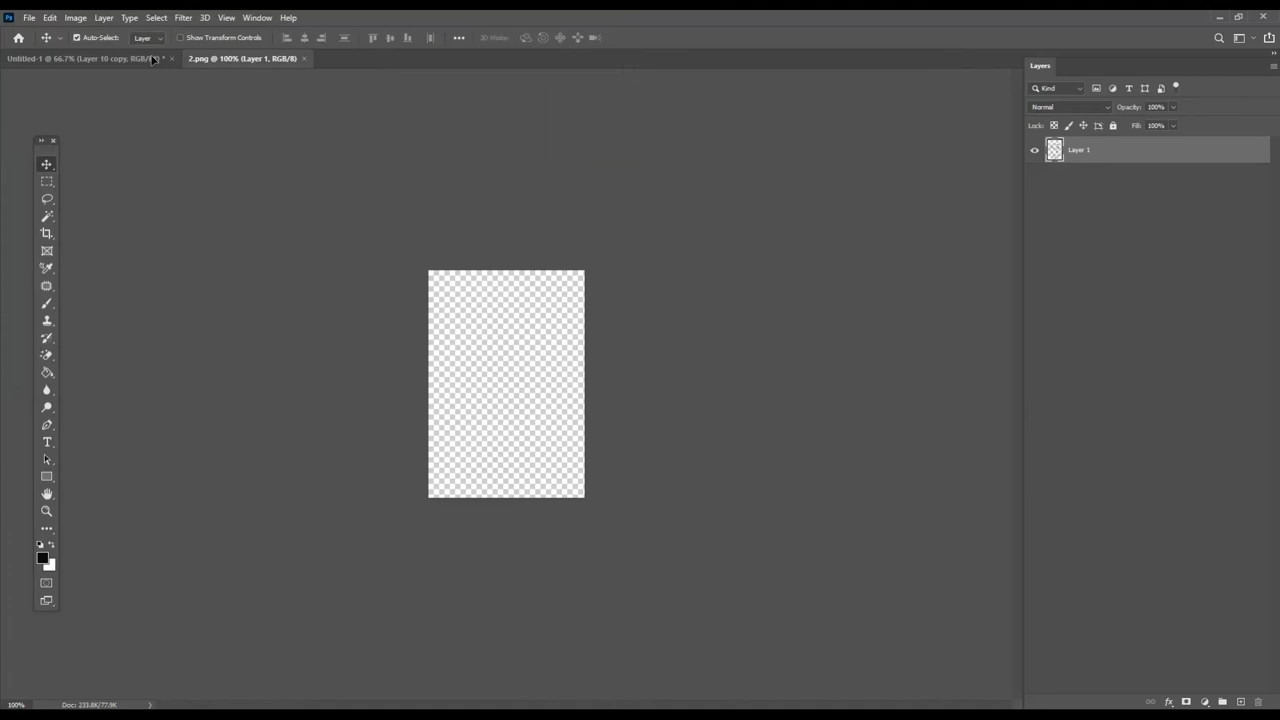 File Edit Image Layer Type Select Filter 3D View Window Help
Auto-Select: Layer Show Transform Controls 3D Mode:
Untitled-1 @ 66.7% (Layer 10 copy, RGB/ * × 2.png @ 100% (Layer 1, RGB/8) ×
Layers
Kind
Normal Opacity: 100%
Lock: Fill: 100%
Layer 1
100% Doc: 233.8K/77.9K